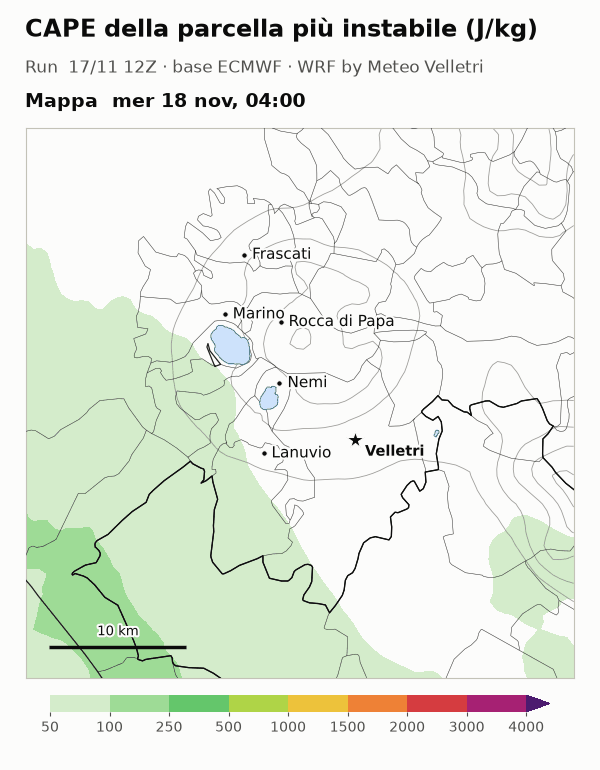 CAPE della parcella più instabile (J/kg)
Run  17/11 12Z · base ECMWF · WRF by Meteo Velletri
Mappa  mer 18 nov, 04:00
Frascati
Marino
Rocca di Papa
Nemi
Velletri
Lanuvio
10 km
50 100 250 500 1000 1500 2000 3000 4000